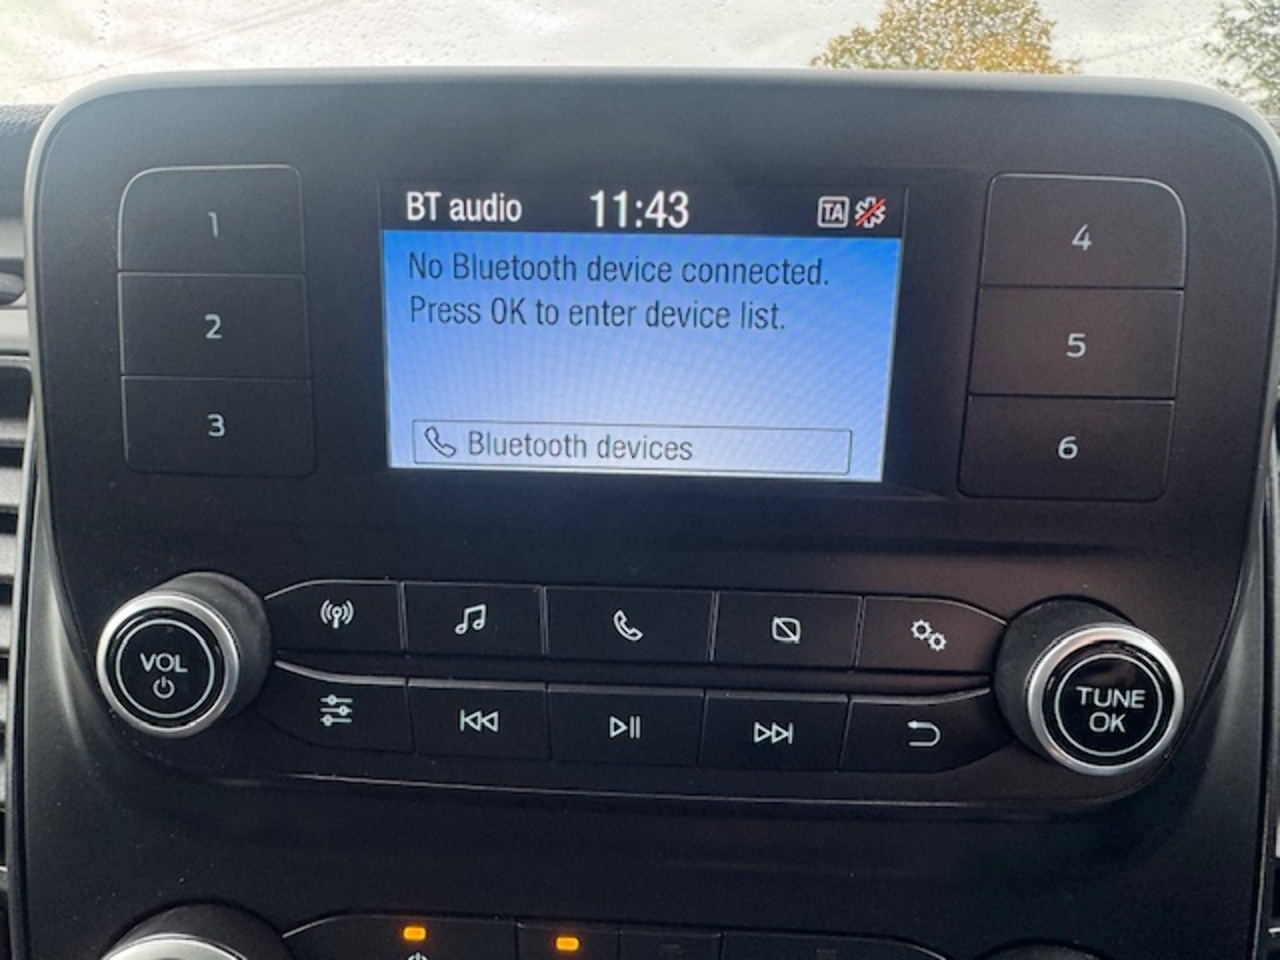 BT audio 11:43 TA
No Bluetooth device connected.
Press OK to enter device list.
Bluetooth devices
1
2
3
4
5
6
VOL
TUNE
OK